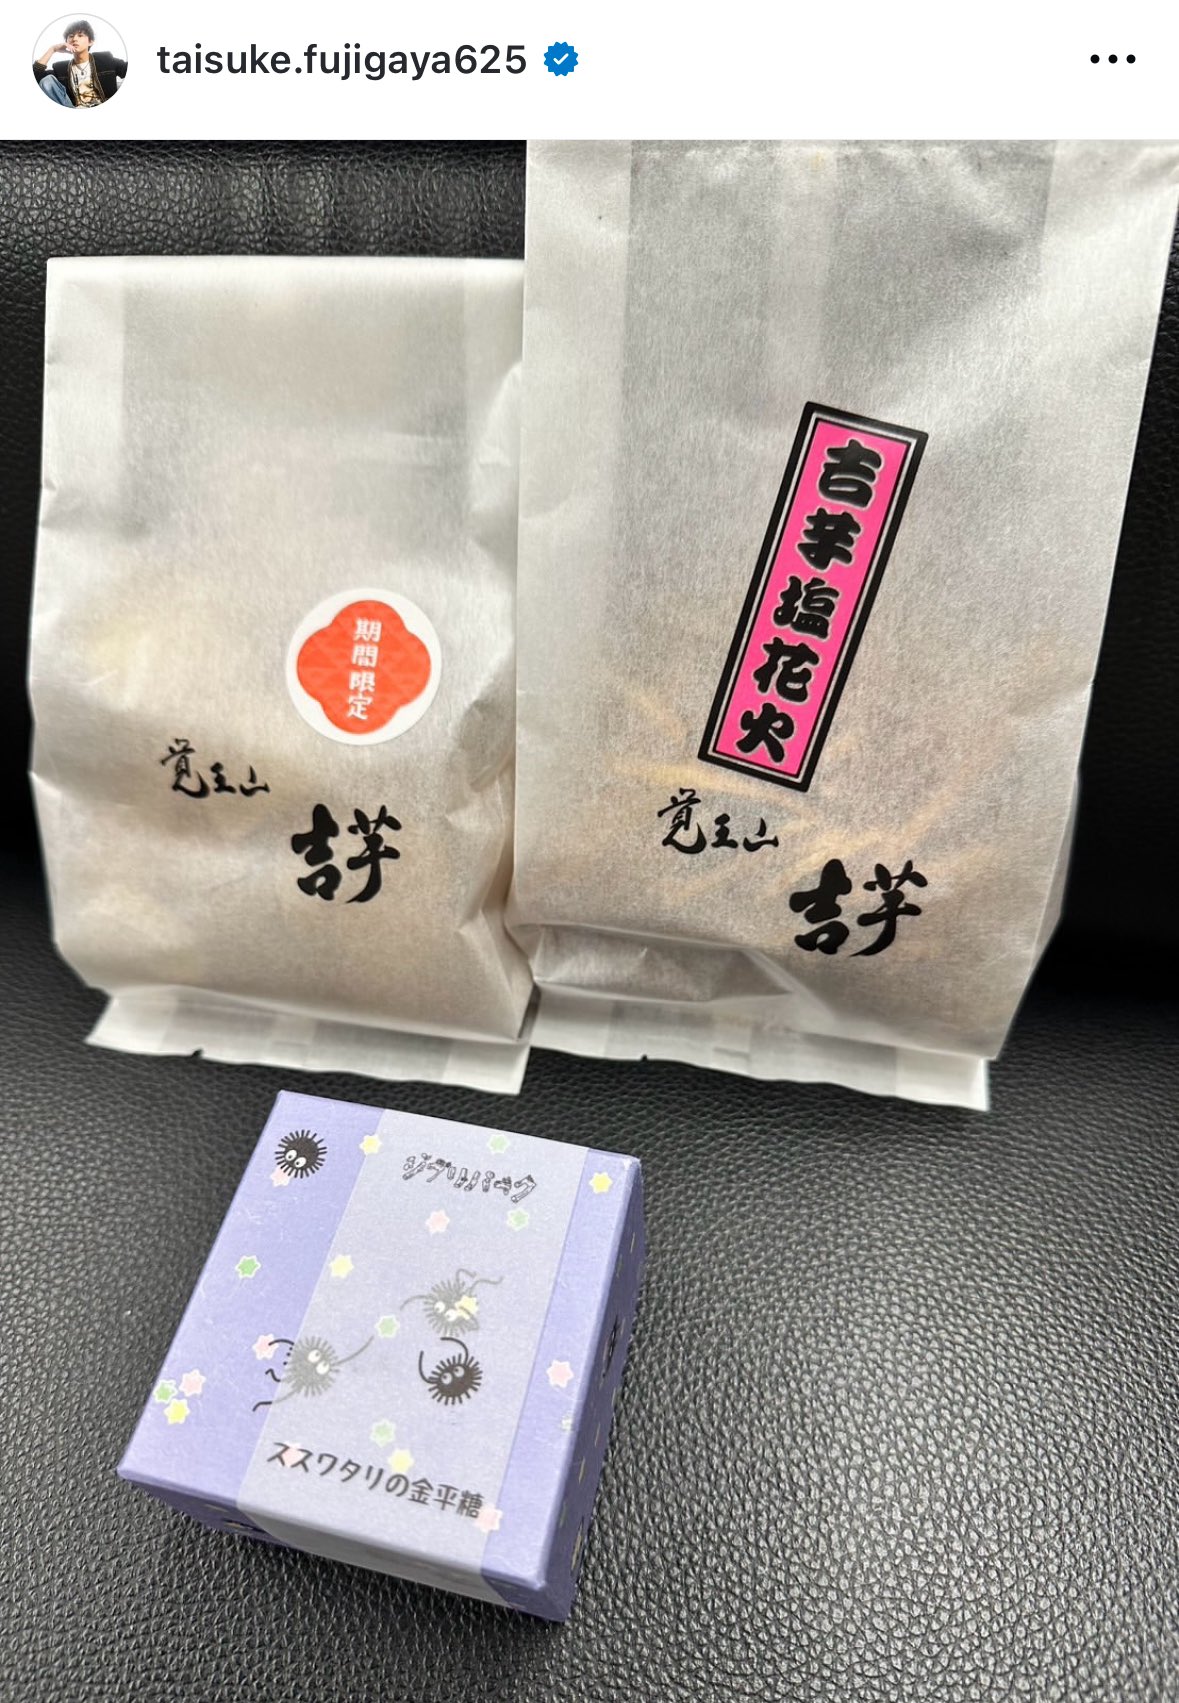 taisuke.fujigaya625
期間限定
覚王山
吉芋
吉芋塩花火
覚王山
吉芋
ジブリパーク
ススワタリの金平糖